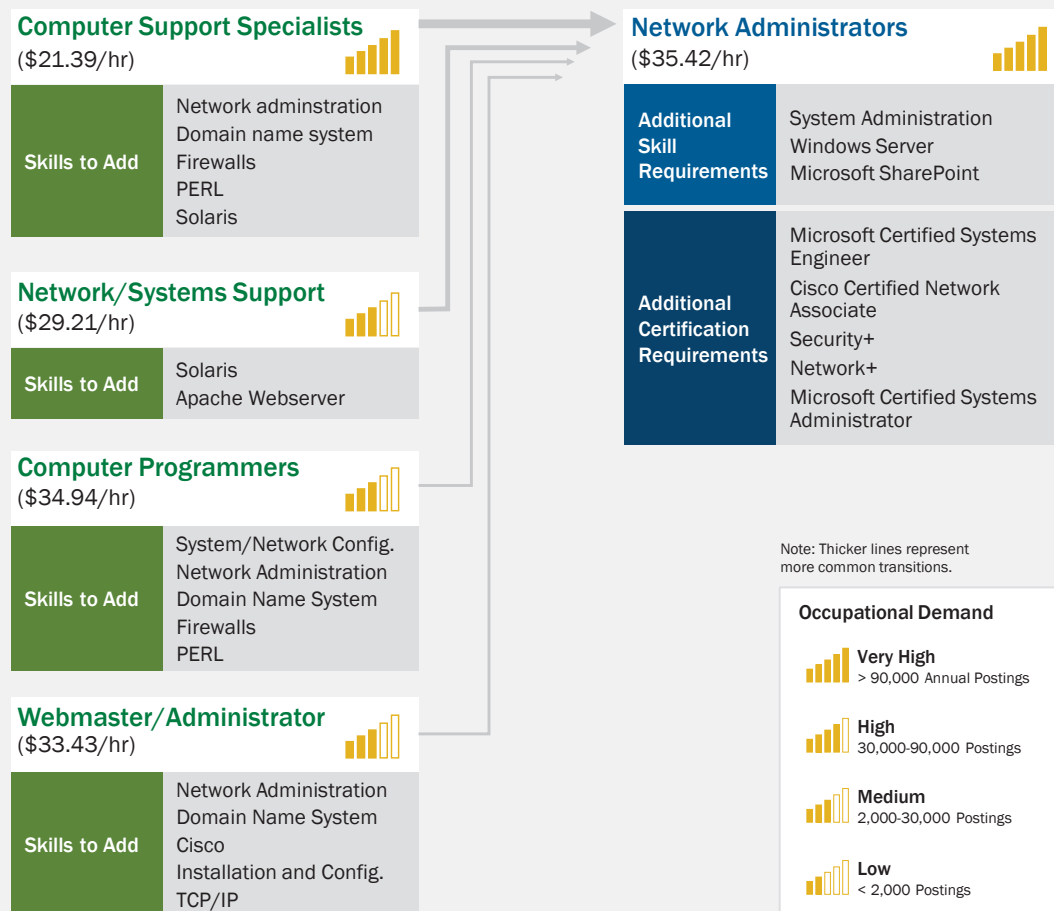 Computer Support Specialists
($21.39/hr)
Skills to Add
Network adminstration
Domain name system
Firewalls
PERL
Solaris
Network/Systems Support
($29.21/hr)
Skills to Add
Solaris
Apache Webserver
Computer Programmers
($34.94/hr)
Skills to Add
System/Network Config.
Network Administration
Domain Name System
Firewalls
PERL
Webmaster/Administrator
($33.43/hr)
Skills to Add
Network Administration
Domain Name System
Cisco
Installation and Config.
TCP/IP
Network Administrators
($35.42/hr)
Additional
Skill
Requirements
System Administration
Windows Server
Microsoft SharePoint
Additional
Certification
Requirements
Microsoft Certified Systems
Engineer
Cisco Certified Network
Associate
Security+
Network+
Microsoft Certified Systems
Administrator
Note: Thicker lines represent
more common transitions.
Occupational Demand
Very High
> 90,000 Annual Postings
High
30,000-90,000 Postings
Medium
2,000-30,000 Postings
Low
< 2,000 Postings